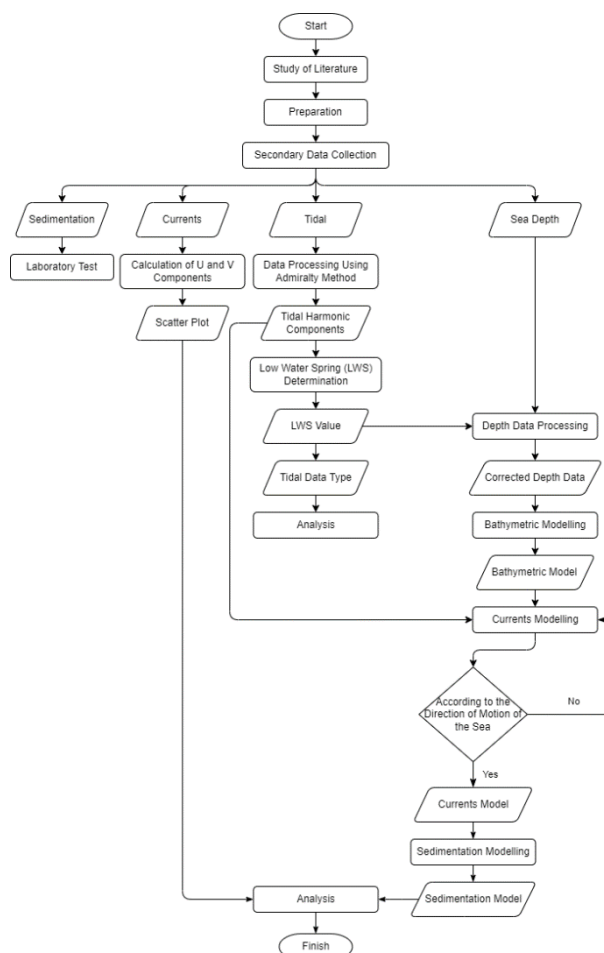 Start
Study of Literature
Preparation
Secondary Data Collection
Sedimentation
Currents
Tidal
Sea Depth
Laboratory Test
Calculation of U and V
Components
Data Processing Using
Admiralty Method
Scatter Plot
Tidal Harmonic
Components
Low Water Spring (LWS)
Determination
LWS Value
Depth Data Processing
Tidal Data Type
Corrected Depth Data
Analysis
Bathymetric Modelling
Bathymetric Model
Currents Modelling
According to the
Direction of Motion of
the Sea
No
Yes
Currents Model
Sedimentation Modelling
Analysis
Sedimentation Model
Finish